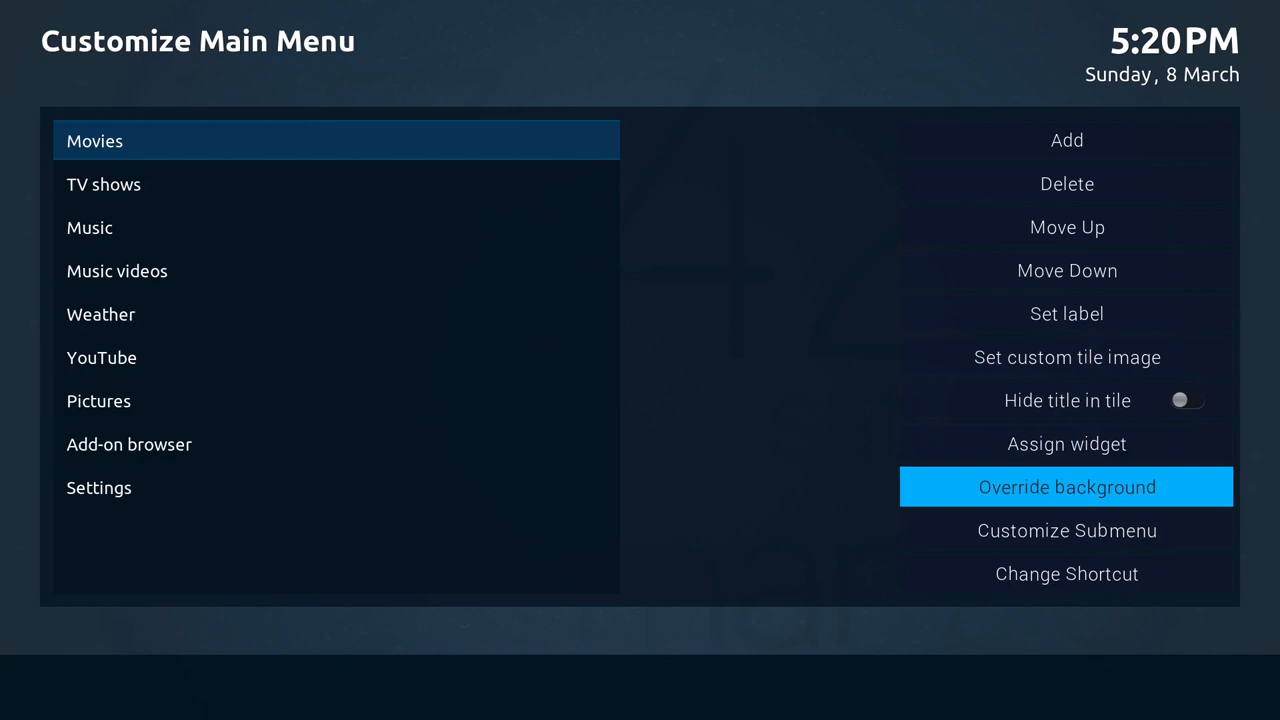 Customize Main Menu
5:20 PM
Sunday, 8 March
Movies
TV shows
Music
Music videos
Weather
YouTube
Pictures
Add-on browser
Settings
Add
Delete
Move Up
Move Down
Set label
Set custom tile image
Hide title in tile
Assign widget
Override background
Customize Submenu
Change Shortcut